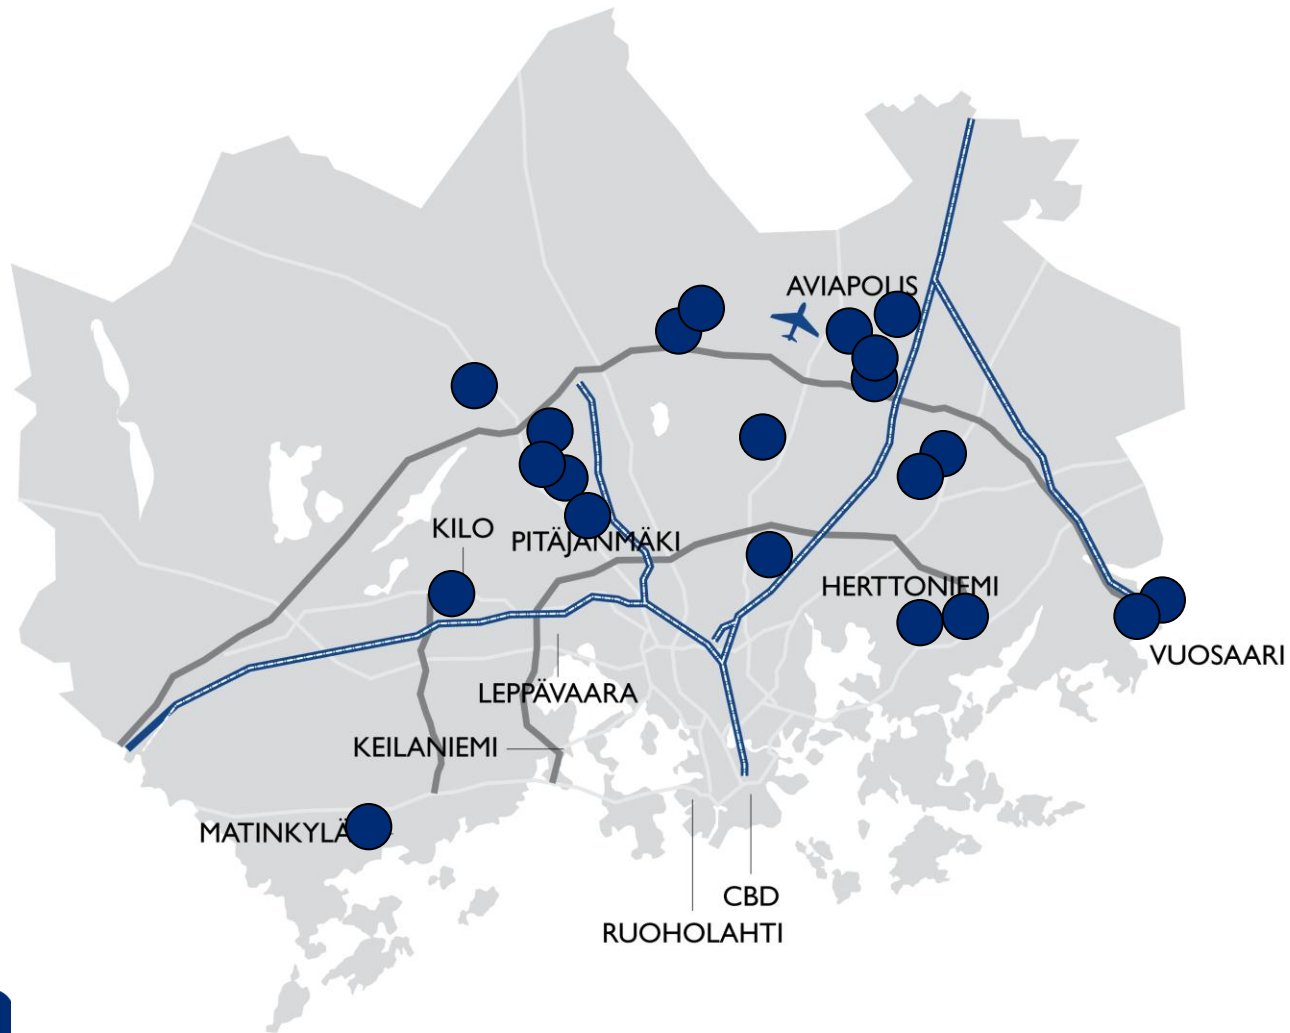 AVIAPOLIS
KILO
PITÄJÄNMÄKI
HERTTONIEMI
VUOSAARI
LEPPÄVAARA
KEILANIEMI
MATINKYLÄ
CBD
RUOHOLAHTI